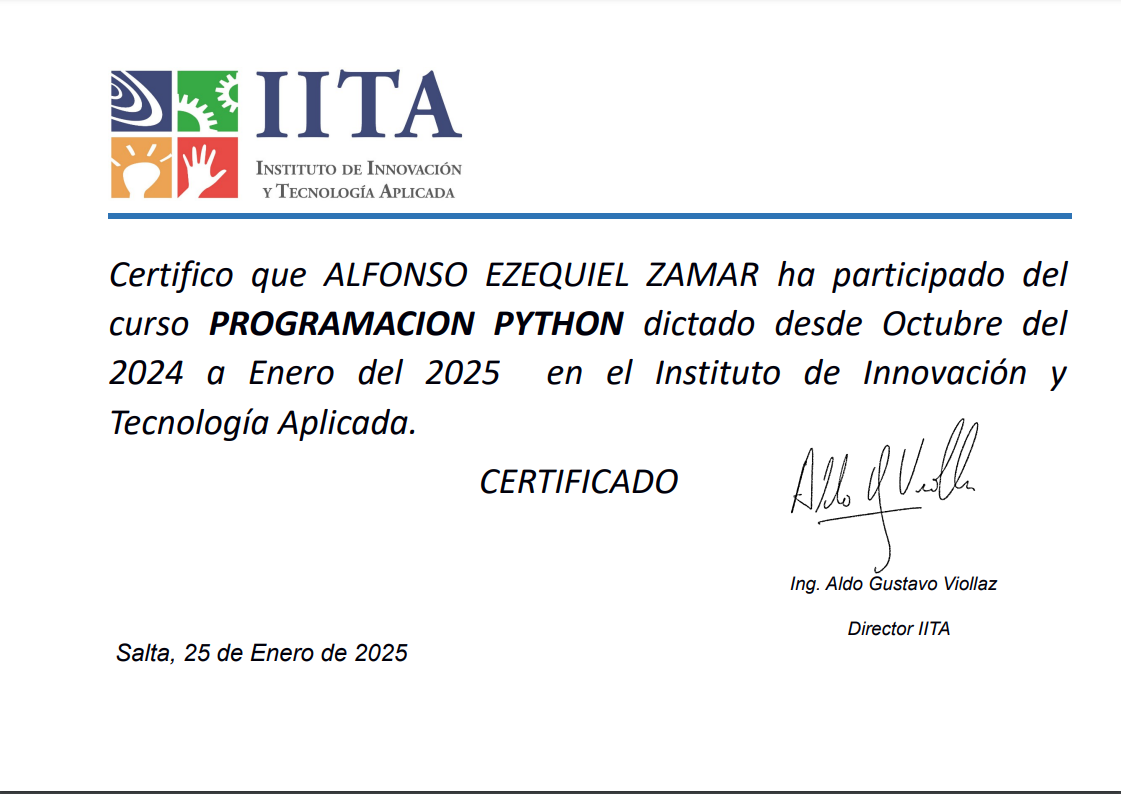 IITA
INSTITUTO DE INNOVACIÓN
Y TECNOLOGÍA APLICADA
Certifico que ALFONSO EZEQUIEL ZAMAR ha participado del
curso PROGRAMACION PYTHON dictado desde Octubre del
2024 a Enero del 2025 en el Instituto de Innovación y
Tecnología Aplicada.
CERTIFICADO
Aldo G Viollaz
Ing. Aldo Gustavo Viollaz
Director IITA
Salta, 25 de Enero de 2025